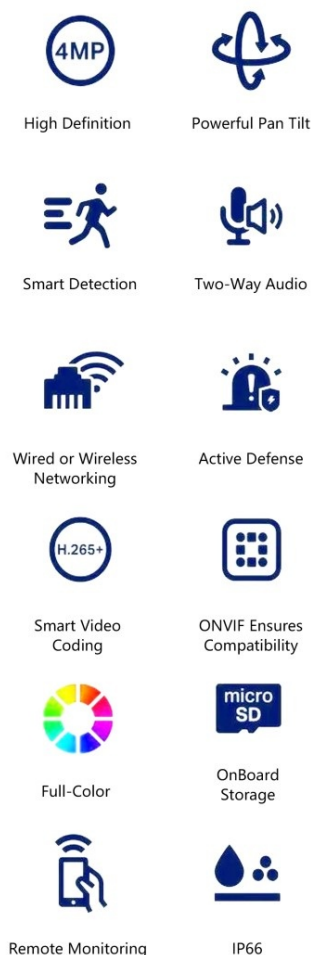 4MP
High Definition
Powerful Pan Tilt
Smart Detection
Two-Way Audio
Wired or Wireless
Networking
Active Defense
H.265+
Smart Video
Coding
ONVIF Ensures
Compatibility
Full-Color
micro
SD
OnBoard
Storage
Remote Monitoring
IP66